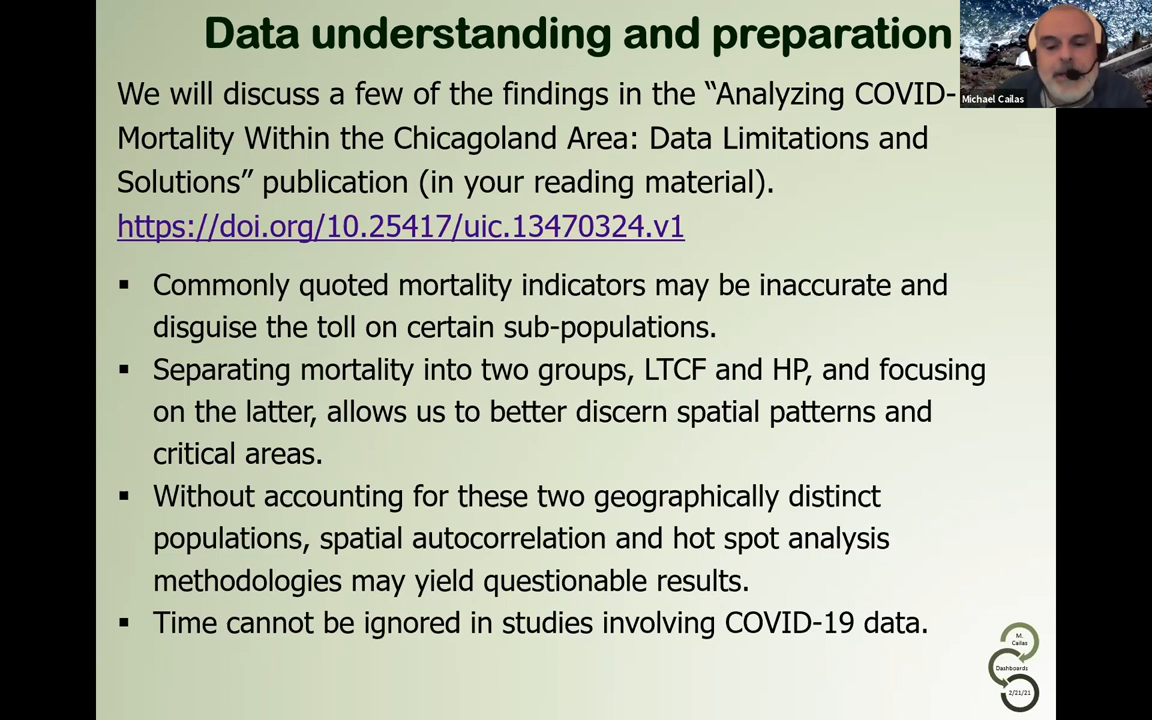 Data understanding and preparation
Michael Cailas
We will discuss a few of the findings in the “Analyzing COVID-
Mortality Within the Chicagoland Area: Data Limitations and
Solutions” publication (in your reading material).
https://doi.org/10.25417/uic.13470324.v1
▪ Commonly quoted mortality indicators may be inaccurate and
disguise the toll on certain sub-populations.
▪ Separating mortality into two groups, LTCF and HP, and focusing
on the latter, allows us to better discern spatial patterns and
critical areas.
▪ Without accounting for these two geographically distinct
populations, spatial autocorrelation and hot spot analysis
methodologies may yield questionable results.
▪ Time cannot be ignored in studies involving COVID-19 data.
M.
Cailas
Dashboards
2/21/21